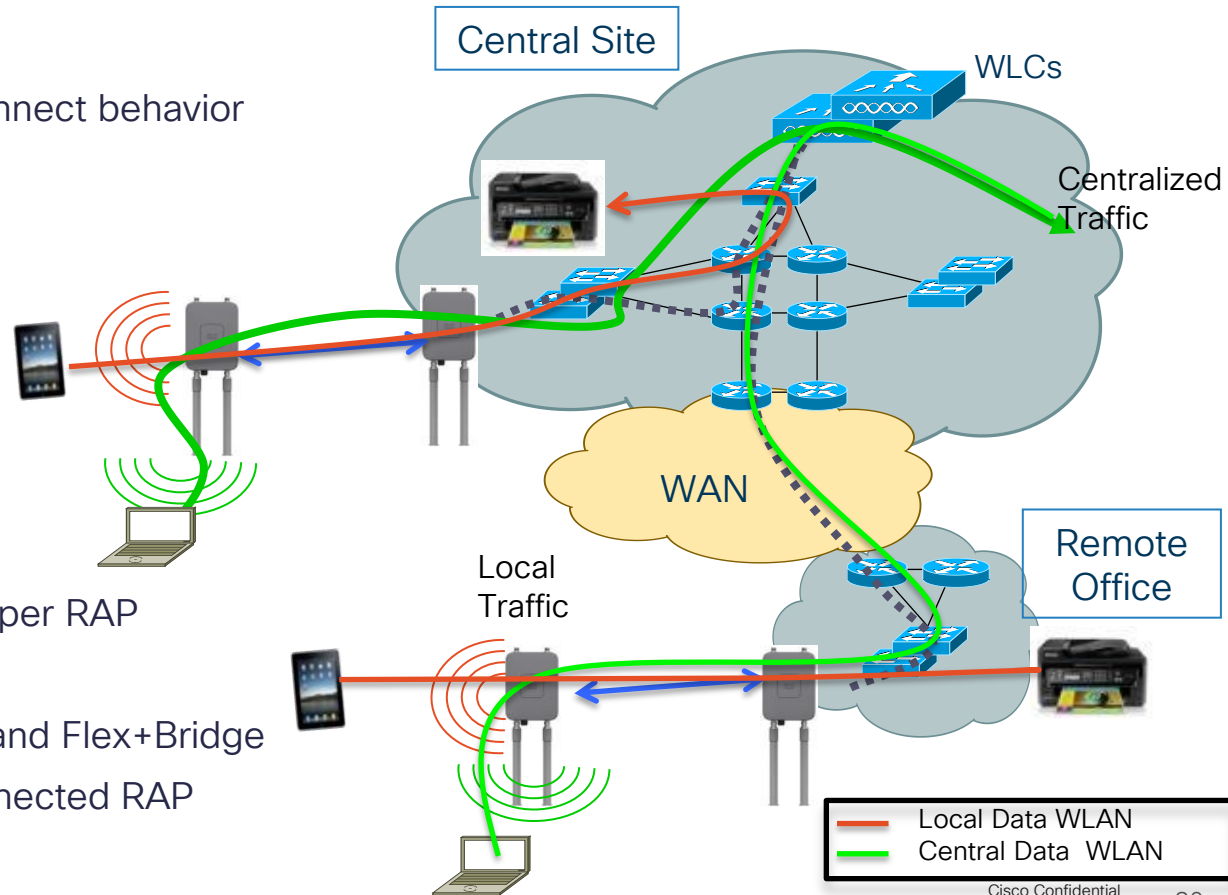 Central Site
WLCs
nnect behavior
Centralized
Traffic
WAN
Remote
Office
Local
Traffic
per RAP
and Flex+Bridge
nected RAP
Local Data WLAN
Central Data WLAN
Cisco Confidential